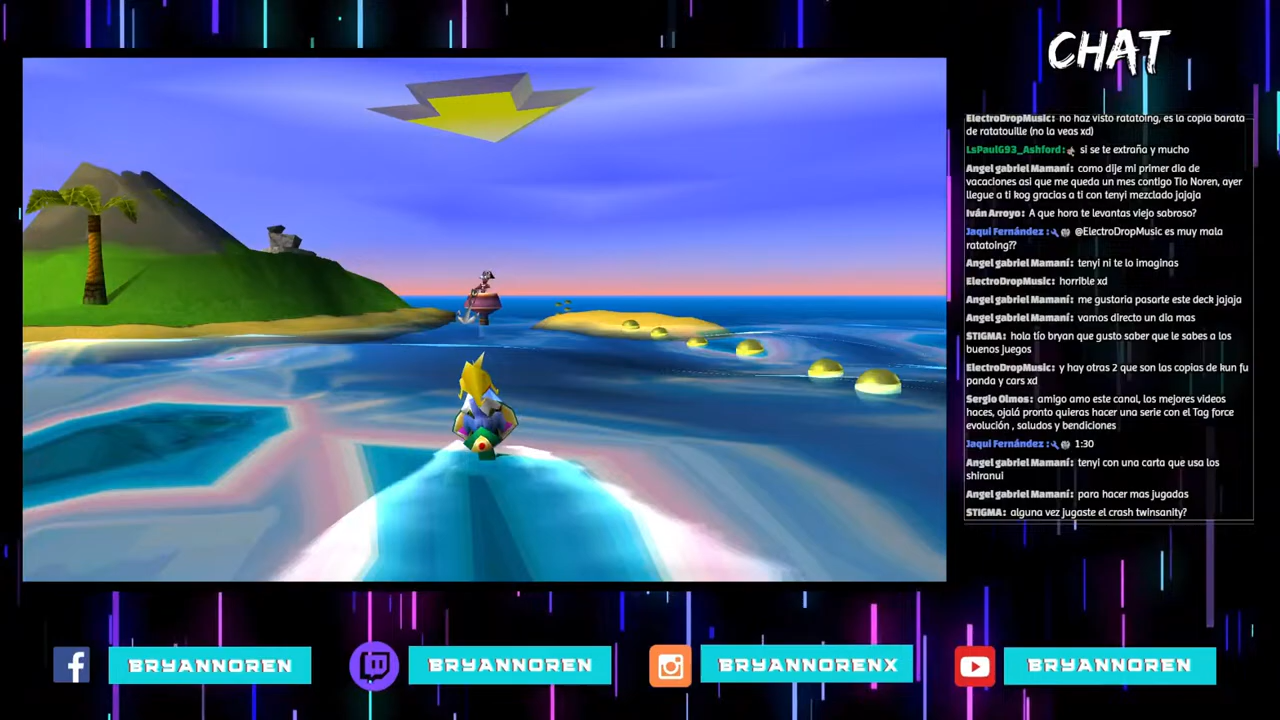 CHAT
ElectroDropMusic: no haz visto ratatoing, es la copia barata
de ratatouille (no la veas xd)
LsPaulG93_Ashford: si se te extraña y mucho
Angel gabriel Mamaní: como dije mi primer dia de
vacaciones asi que me queda un mes contigo Tio Noren, ayer
llegue a ti kog gracias a ti con tenyi mezclado jajaja
Iván Arroyo: A que hora te levantas viejo sabroso?
Jaqui Fernández: @ElectroDropMusic es muy mala
ratatoing??
Angel gabriel Mamaní: tenyi ni te lo imaginas
ElectroDropMusic: horrible xd
Angel gabriel Mamaní: me gustaria pasarte este deck jajaja
Angel gabriel Mamaní: vamos directo un dia mas
STIGMA: hola tío bryan que gusto saber que le sabes a los
buenos juegos
ElectroDropMusic: y hay otras 2 que son las copias de kun fu
panda y cars xd
Sergio Olmos: amigo amo este canal, los mejores videos
haces, ojalá pronto quieras hacer una serie con el Tag force
evolución , saludos y bendiciones
Jaqui Fernández: 1:30
Angel gabriel Mamaní: tenyi con una carta que usa los
shiranui
Angel gabriel Mamaní: para hacer mas jugadas
STIGMA: alguna vez jugaste el crash twinsanity?
BRYANNOREN
BRYANNOREN
BRYANNORENX
BRYANNOREN